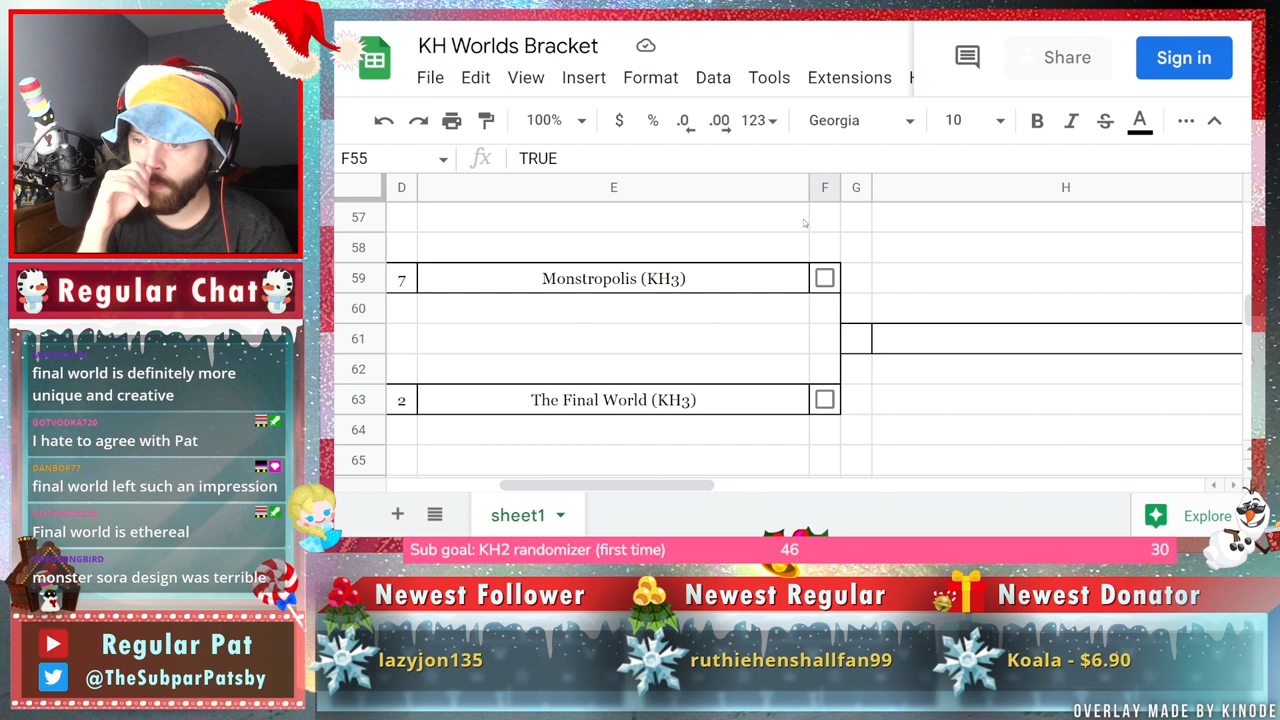 KH Worlds Bracket
File Edit View Insert Format Data Tools Extensions
Share
Sign in
100% $ % .0 .00 123 Georgia 10 B I S A
F55 fx TRUE
D E F G H
57
58
59 7 Monstropolis (KH3)
60
61
62
63 2 The Final World (KH3)
64
65
sheet1
Explore
Regular Chat
final world is definitely more
unique and creative
GOTVODKA720
I hate to agree with Pat
DANBOP77
final world left such an impression
Final world is ethereal
monster sora design was terrible
Regular Pat
@TheSubparPatsby
Sub goal: KH2 randomizer (first time) 46 30
Newest Follower
lazyjon135
Newest Regular
ruthiehenshallfan99
Newest Donator
Koala - $6.90
OVERLAY MADE BY KINODE